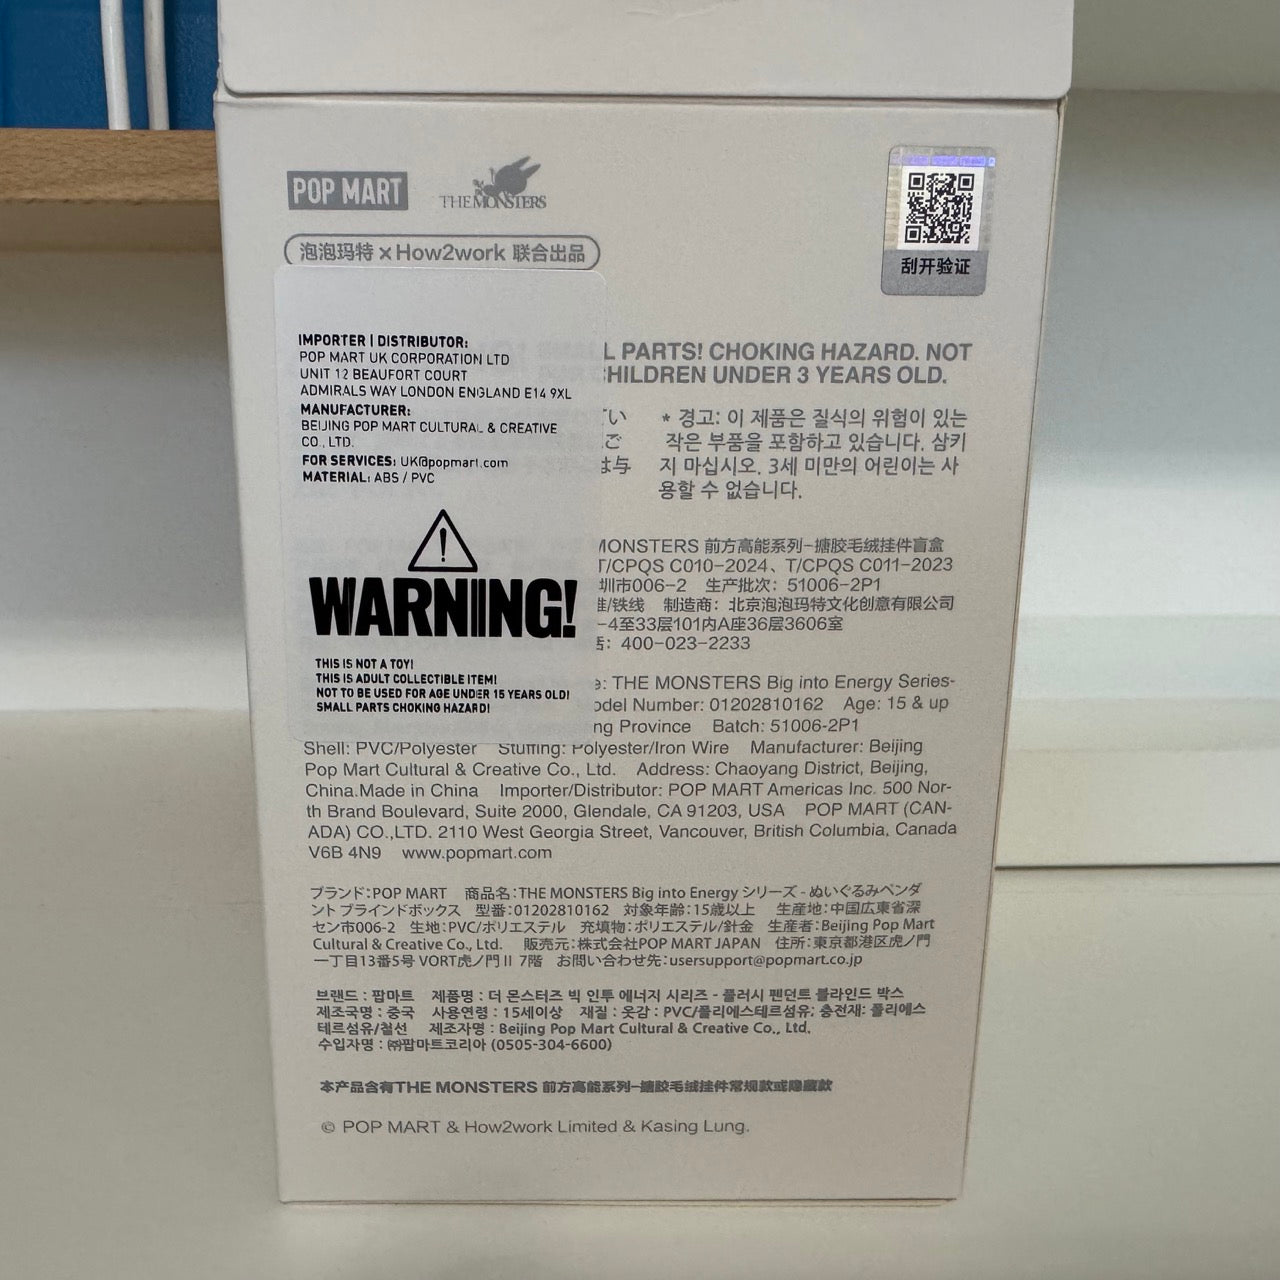 POP MART
THE MONSTERS
泡泡玛特×How2work 联合出品
刮开验证
IMPORTER | DISTRIBUTOR:
POP MART UK CORPORATION LTD
UNIT 12 BEAUFORT COURT
ADMIRALS WAY LONDON ENGLAND E14 9XL
MANUFACTURER:
BEIJING POP MART CULTURAL & CREATIVE
CO., LTD.
FOR SERVICES: UK@popmart.com
MATERIAL: ABS / PVC
WARNING!
THIS IS NOT A TOY!
THIS IS ADULT COLLECTIBLE ITEM!
NOT TO BE USED FOR AGE UNDER 15 YEARS OLD!
SMALL PARTS CHOKING HAZARD!
L PARTS! CHOKING HAZARD. NOT
CHILDREN UNDER 3 YEARS OLD.
てい
ご
は与
* 경고: 이 제품은 질식의 위험이 있는
작은 부품을 포함하고 있습니다. 삼키
지 마십시오. 3세 미만의 어린이는 사
용할 수 없습니다.
MONSTERS 前方高能系列-搪胶毛绒挂件盲盒
T/CPQS C010-2024、T/CPQS C011-2023
圳市006-2 生产批次: 51006-2P1
维/铁线 制造商: 北京泡泡玛特文化创意有限公司
-4至33层101内A座36层3606室
话: 400-023-2233
e: THE MONSTERS Big into Energy Series-
odel Number: 01202810162 Age: 15 & up
ng Province Batch: 51006-2P1
Shell: PVC/Polyester Stuffing: Polyester/Iron Wire Manufacturer: Beijing
Pop Mart Cultural & Creative Co., Ltd. Address: Chaoyang District, Beijing,
China.Made in China Importer/Distributor: POP MART Americas Inc. 500 Nor-
th Brand Boulevard, Suite 2000, Glendale, CA 91203, USA POP MART (CAN-
ADA) CO.,LTD. 2110 West Georgia Street, Vancouver, British Columbia, Canada
V6B 4N9 www.popmart.com
ブランド:POP MART 商品名:THE MONSTERS Big into Energy シリーズ - ぬいぐるみペンダ
ント ブラインドボックス 型番:01202810162 対象年齢:15歳以上 生産地:中国広東省深
セン市006-2 生地:PVC/ポリエステル 充填物:ポリエステル/針金 生産者:Beijing Pop Mart
Cultural & Creative Co., Ltd. 販売元:株式会社POP MART JAPAN 住所:東京都港区虎ノ門
一丁目13番5号 VORT虎ノ門Ⅱ 7階 お問い合わせ先:usersupport@popmart.co.jp
브랜드 : 팝마트 제품명 : 더 몬스터즈 빅 인투 에너지 시리즈 - 플러시 펜던트 블라인드 박스
제조국명 : 중국 사용연령 : 15세이상 재질 : 옷감 : PVC/폴리에스테르섬유; 충전재: 폴리에스
테르섬유/철선 제조자명 : Beijing Pop Mart Cultural & Creative Co., Ltd.
수입자명 : ㈜팝마트코리아 (0505-304-6600)
本产品含有THE MONSTERS 前方高能系列-搪胶毛绒挂件常规款或隐藏款
© POP MART & How2work Limited & Kasing Lung.